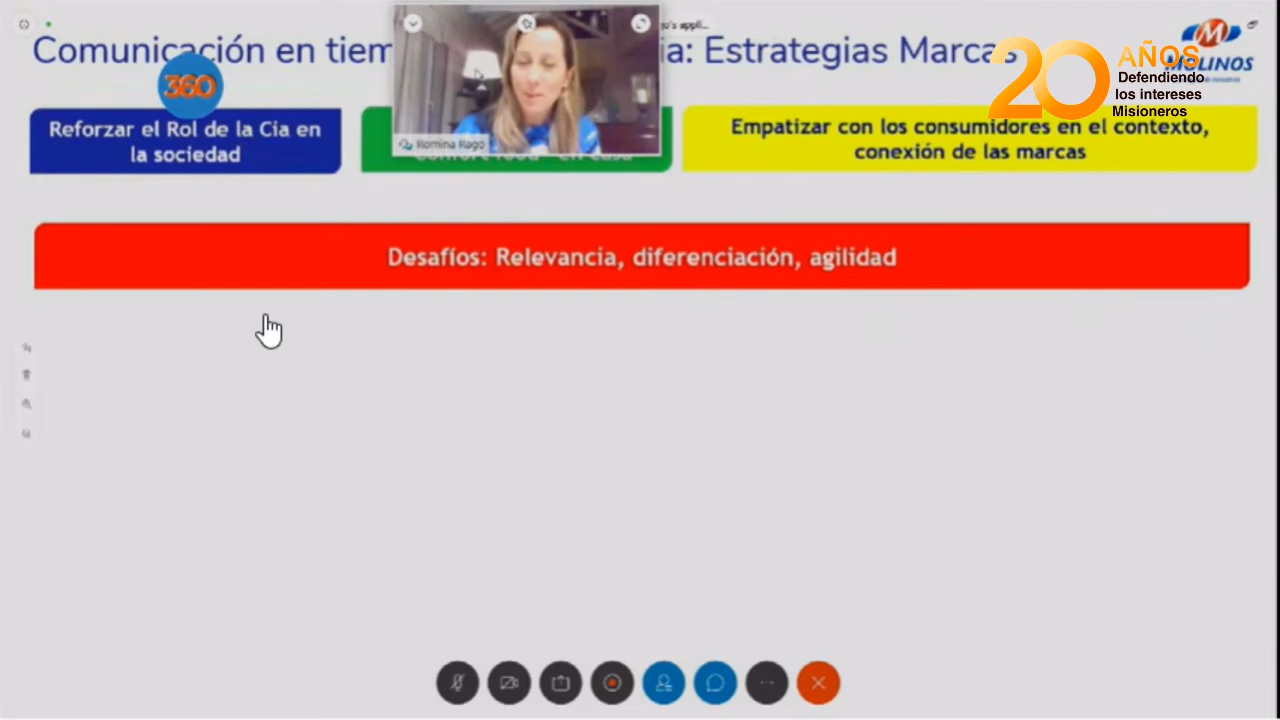 Comunicación en tiem
ia: Estrategias Marcas
360
MOLINOS
20 AÑOS
Defendiendo
los intereses
Misioneros
Reforzar el Rol de la Cia en
la sociedad
Romina Rago
Empatizar con los consumidores en el contexto,
conexión de las marcas
Desafíos: Relevancia, diferenciación, agilidad